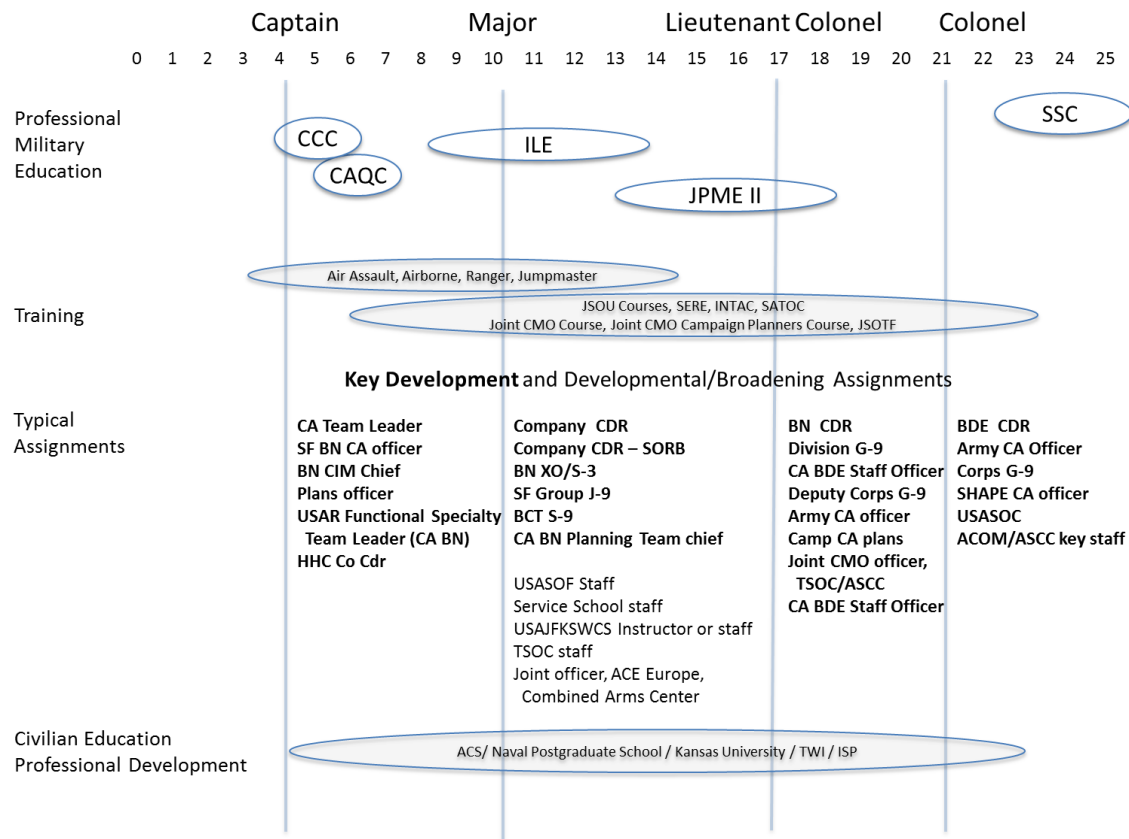 Captain Major Lieutenant Colonel Colonel
0 1 2 3 4 5 6 7 8 9 10 11 12 13 14 15 16 17 18 19 20 21 22 23 24 25
Professional
Military
Education
CCC
CAQC
ILE
JPME II
SSC
Training
Air Assault, Airborne, Ranger, Jumpmaster
JSOU Courses, SERE, INTAC, SATOC
Joint CMO Course, Joint CMO Campaign Planners Course, JSOTF
Key Development and Developmental/Broadening Assignments
Typical
Assignments
CA Team Leader
SF BN CA officer
BN CIM Chief
Plans officer
USAR Functional Specialty
Team Leader (CA BN)
HHC Co Cdr
Company CDR
Company CDR – SORB
BN XO/S-3
SF Group J-9
BCT S-9
CA BN Planning Team chief
USASOF Staff
Service School staff
USAJFKSWCS Instructor or staff
TSOC staff
Joint officer, ACE Europe,
Combined Arms Center
BN CDR
Division G-9
CA BDE Staff Officer
Deputy Corps G-9
Army CA officer
Camp CA plans
Joint CMO officer,
TSOC/ASCC
CA BDE Staff Officer
BDE CDR
Army CA Officer
Corps G-9
SHAPE CA officer
USASOC
ACOM/ASCC key staff
Civilian Education
Professional Development
ACS/ Naval Postgraduate School / Kansas University / TWI / ISP